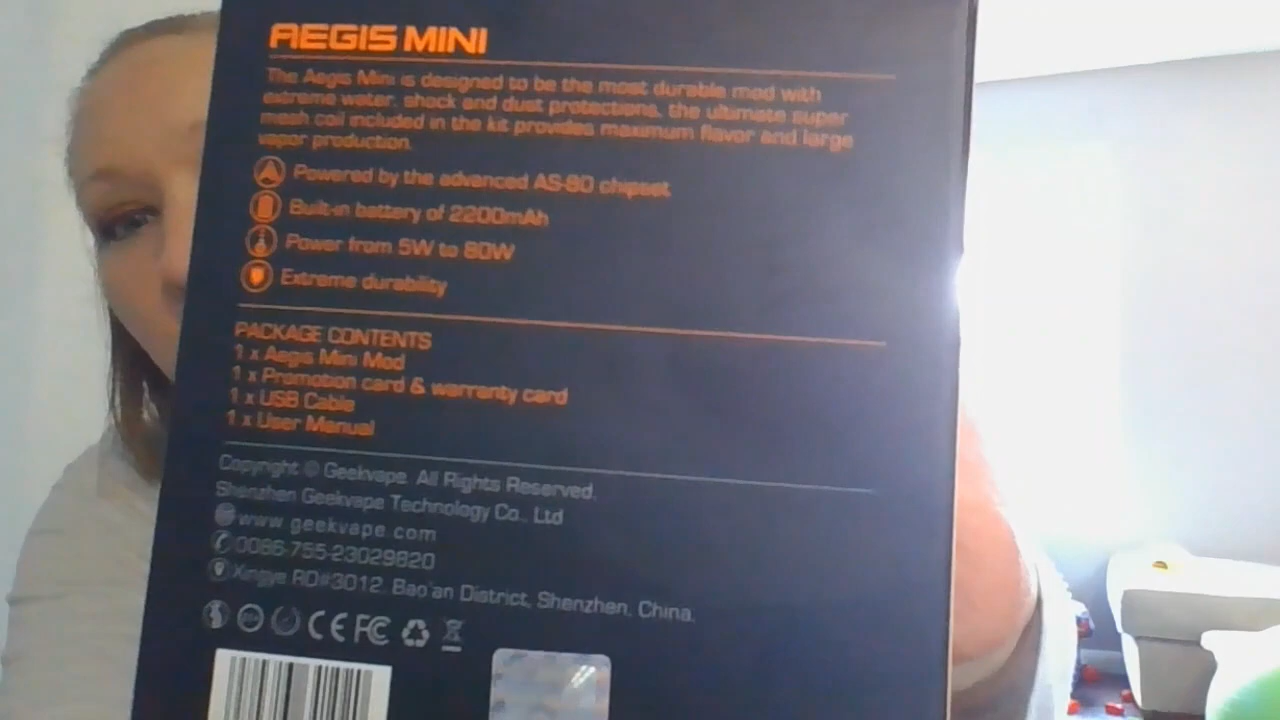 AEGIS MINI
The Aegis Mini is designed to be the most durable mod with
extreme water, shock and dust protections, the ultimate super
mesh coil included in the kit provides maximum flavor and large
vapor production.
Powered by the advanced AS-80 chipset
Built-in battery of 2200mAh
Power from 5W to 80W
Extreme durability
PACKAGE CONTENTS
1 x Aegis Mini Mod
1 x Promotion card & warranty card
1 x USB Cable
1 x User Manual
Copyright © Geekvape. All Rights Reserved.
Shenzhen Geekvape Technology Co., Ltd
www.geekvape.com
0086-755-23029820
Xingye RD#3012, Bao'an District, Shenzhen, China.
CE FC